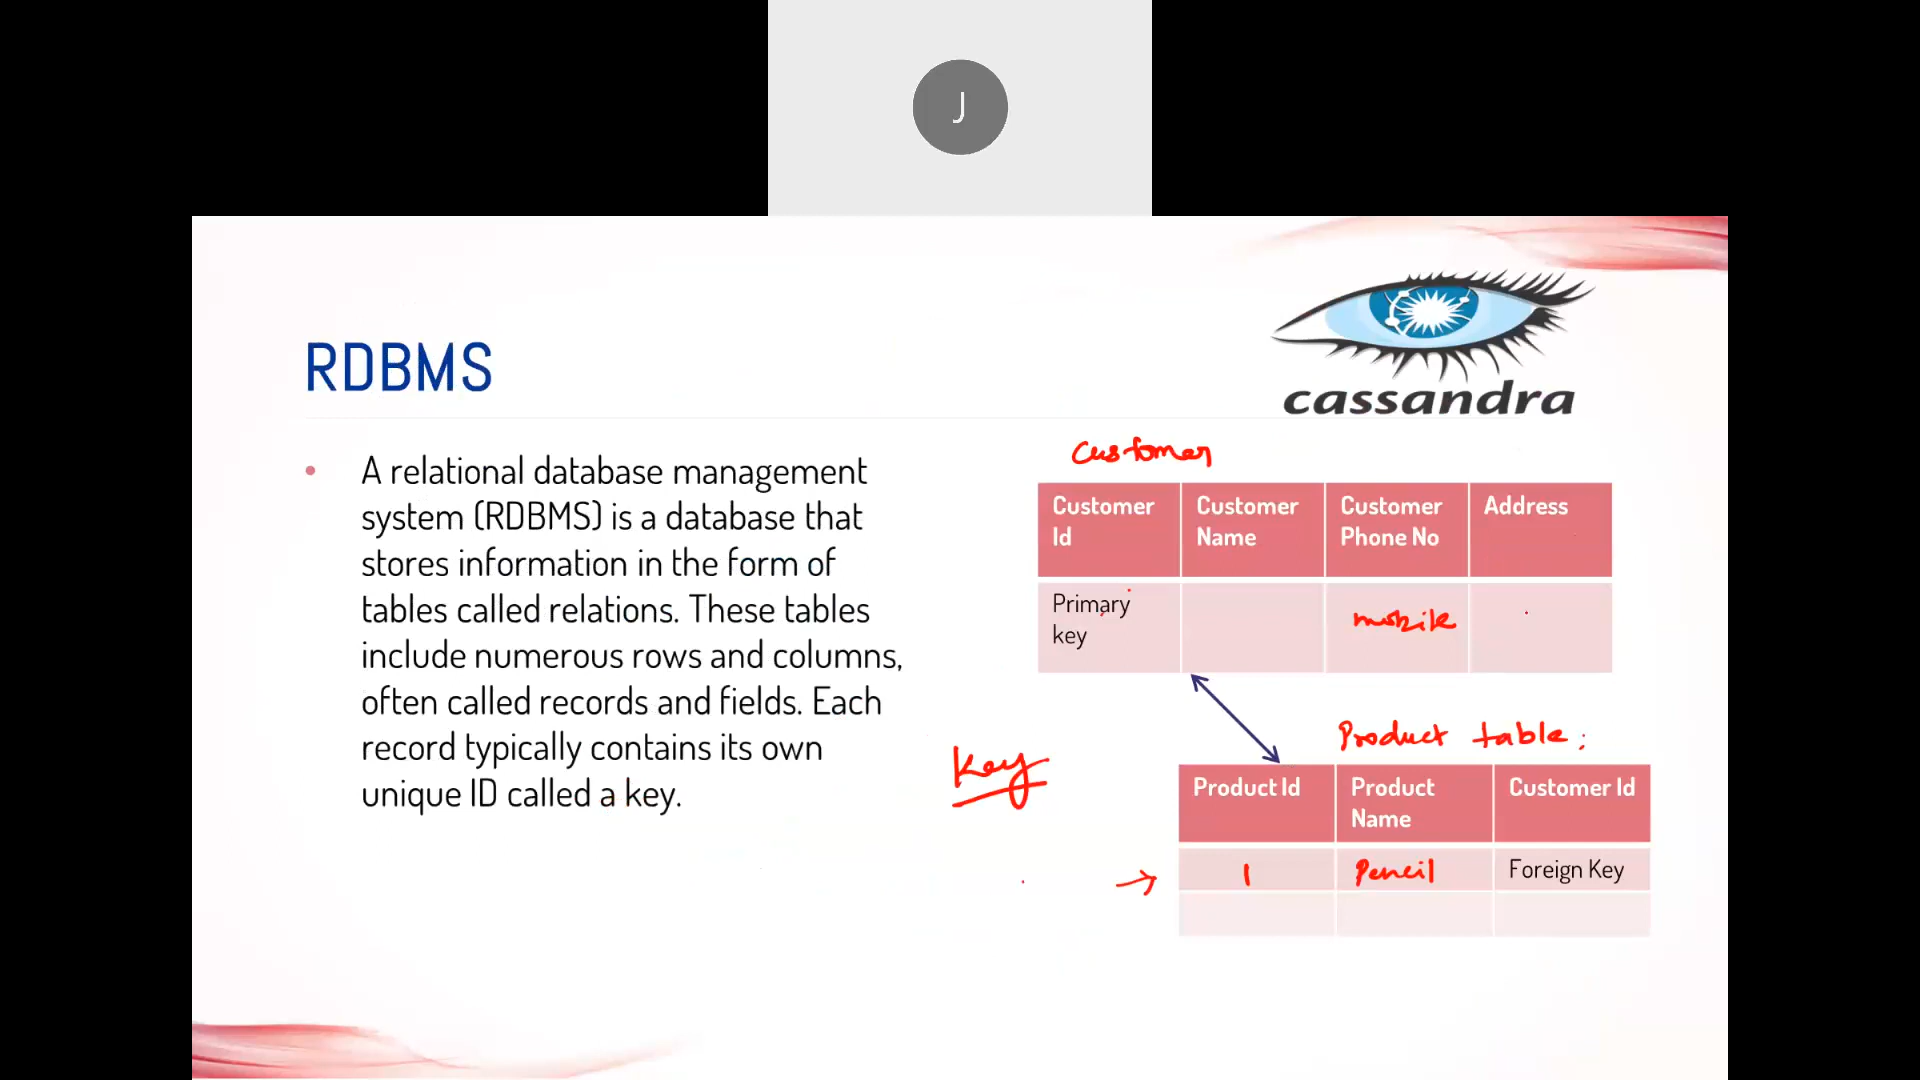 J
cassandra
RDBMS
• A relational database management
system (RDBMS) is a database that
stores information in the form of
tables called relations. These tables
include numerous rows and columns,
often called records and fields. Each
record typically contains its own
unique ID called a key.
Customer
Customer Id Customer Name Customer Phone No Address
Primary key mobile
Key
Product table:
Product Id Product Name Customer Id
1 Pencil Foreign Key